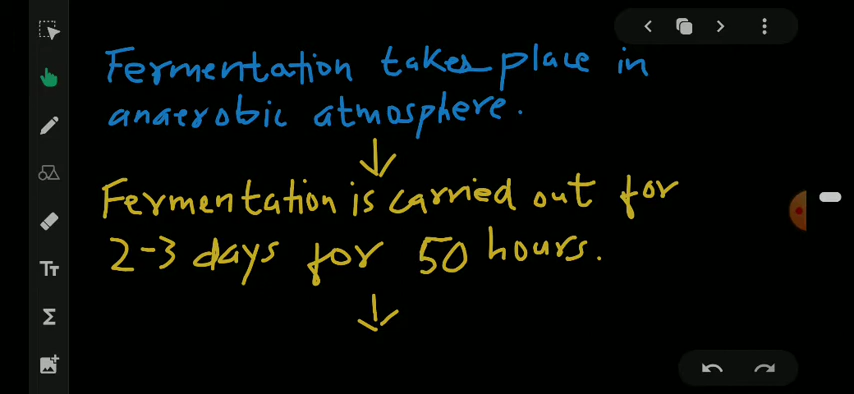 Fermentation takes place in
anaerobic atmosphere.
↓
Fermentation is carried out for
2-3 days for 50 hours.
↓